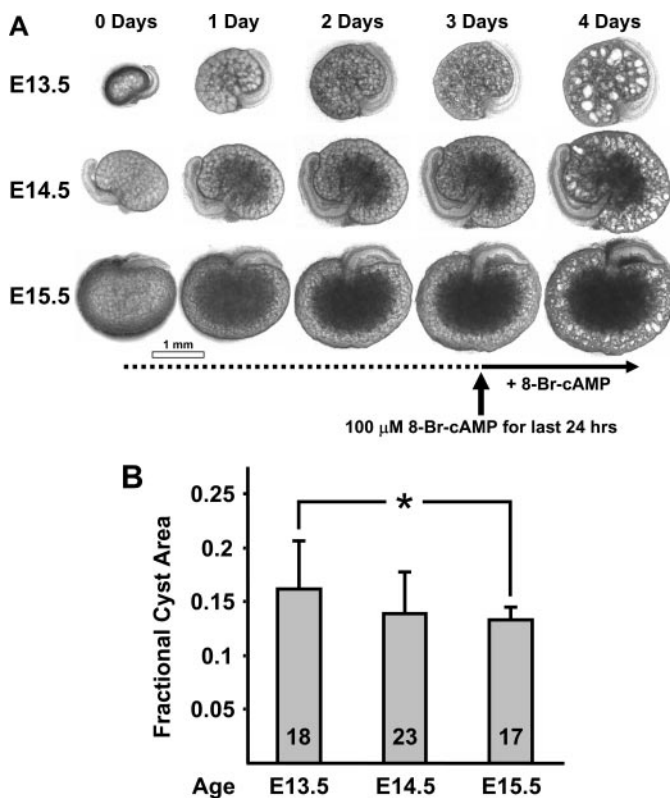 A
0 Days 1 Day 2 Days 3 Days 4 Days
E13.5
E14.5
E15.5
1 mm
+ 8-Br-cAMP
100 μM 8-Br-cAMP for last 24 hrs
B
Fractional Cyst Area
0.25
0.2
0.15
0.1
0.05
*
18 23 17
Age E13.5 E14.5 E15.5